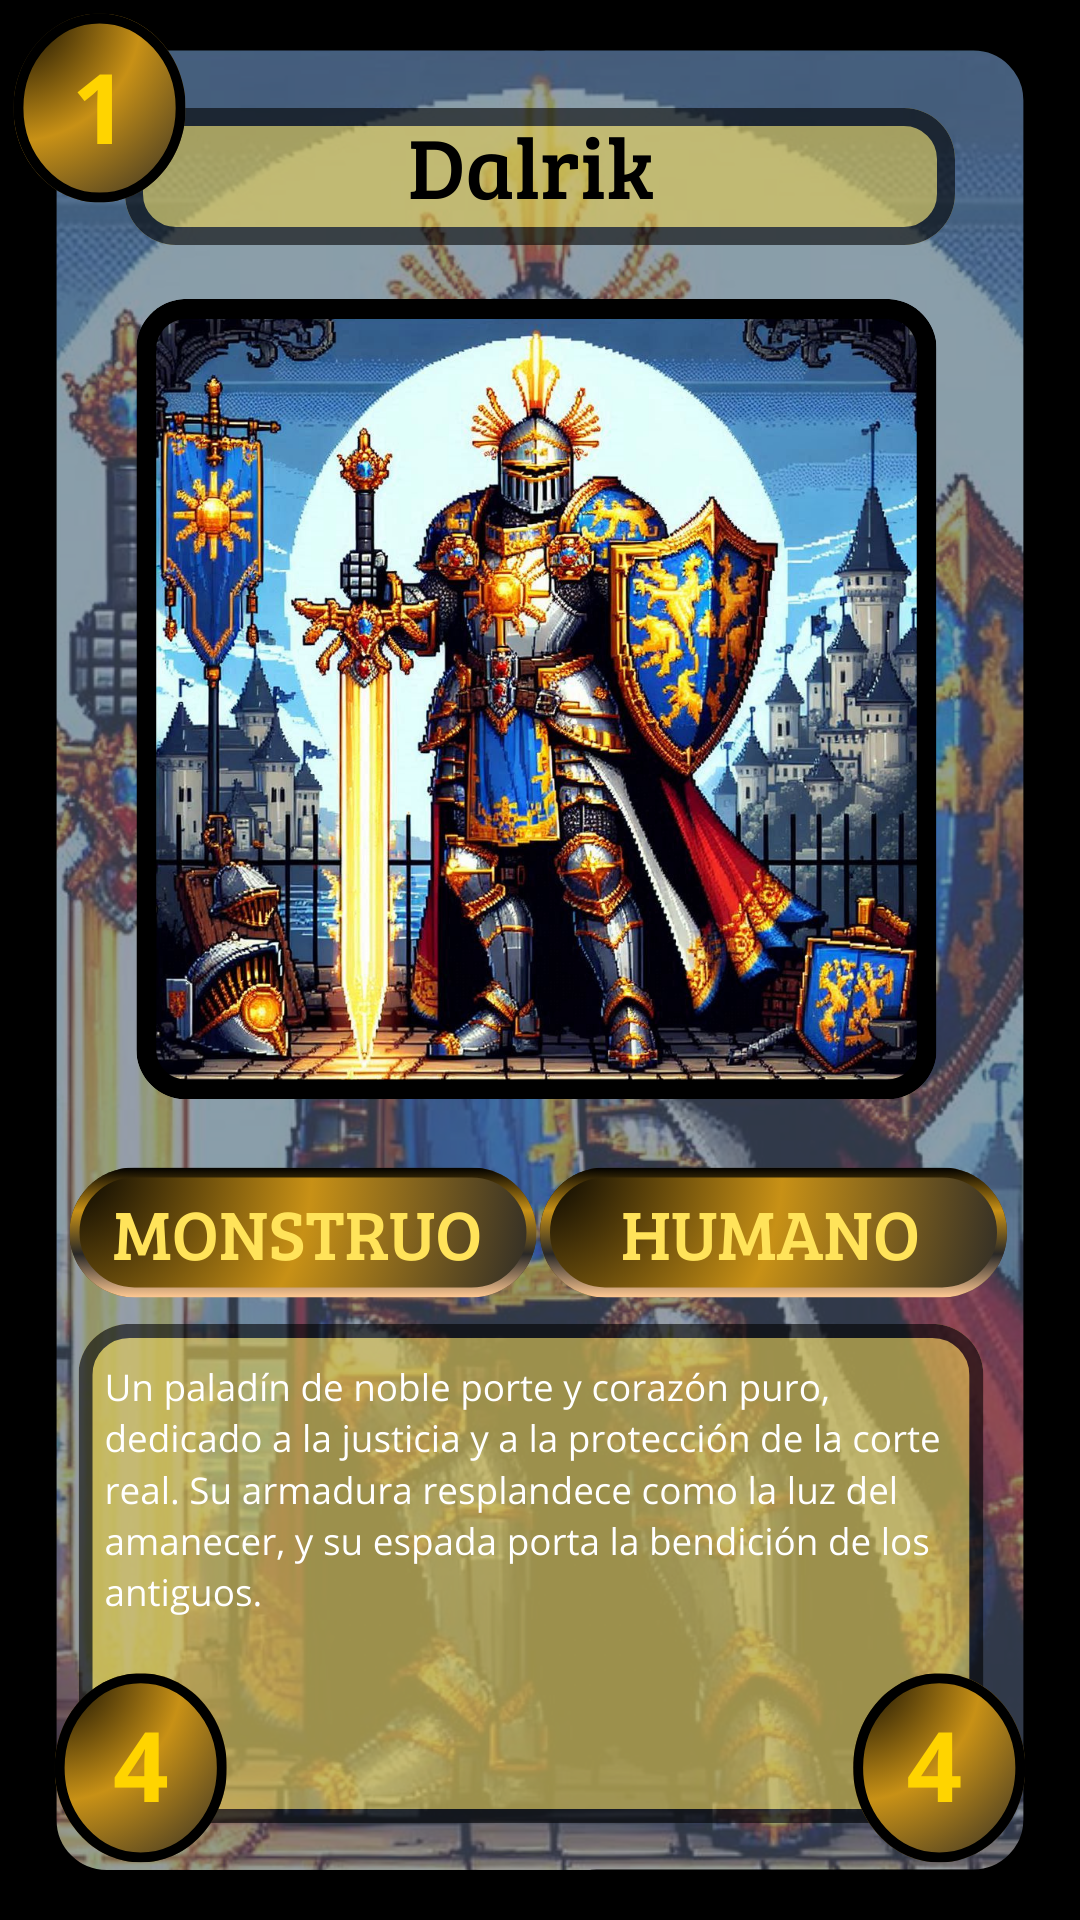 1
Dalrik
MONSTRUO
HUMANO
Un paladín de noble porte y corazón puro,
dedicado a la justicia y a la protección de la corte
real. Su armadura resplandece como la luz del
amanecer, y su espada porta la bendición de los
antiguos.
4
4